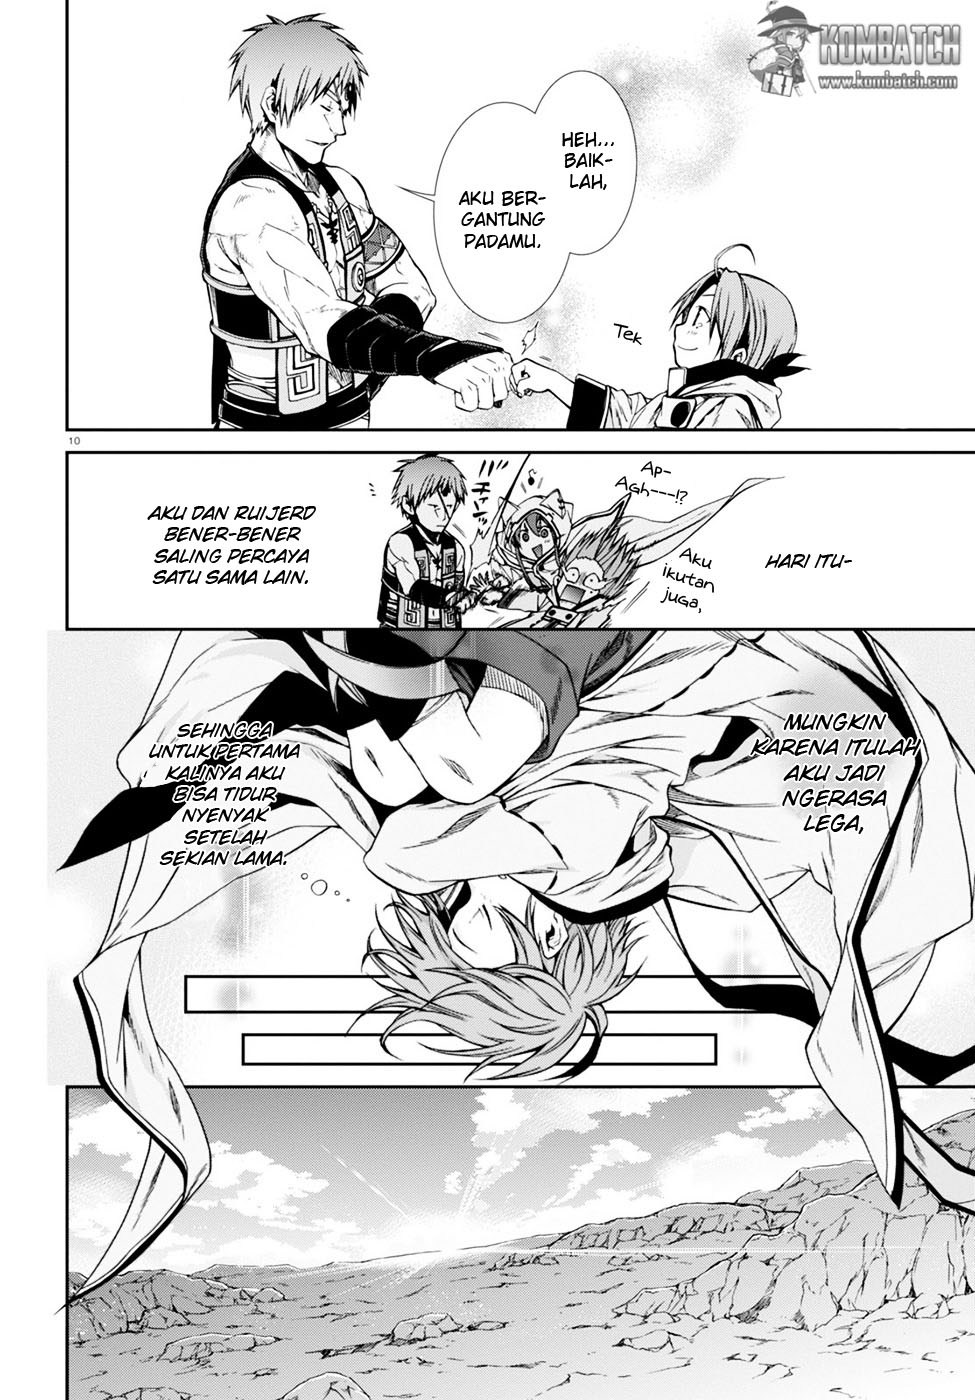 KOMBATCH
www.kombatch.com
HEH...
BAIK-
LAH,
AKU BER-
GANTUNG
PADAMU.
Tek
10
HARI ITU-
Ap-
Agh---!?
Aku
ikutan
juga,
AKU DAN RUIJERD
BENER-BENER
SALING PERCAYA
SATU SAMA LAIN.
MUNGKIN
KARENA ITULAH
AKU JADI
NGERASA
LEGA,
SEHINGGA
UNTUK PERTAMA
KALINYA AKU
BISA TIDUR
NYENYAK
SETELAH
SEKIAN LAMA.